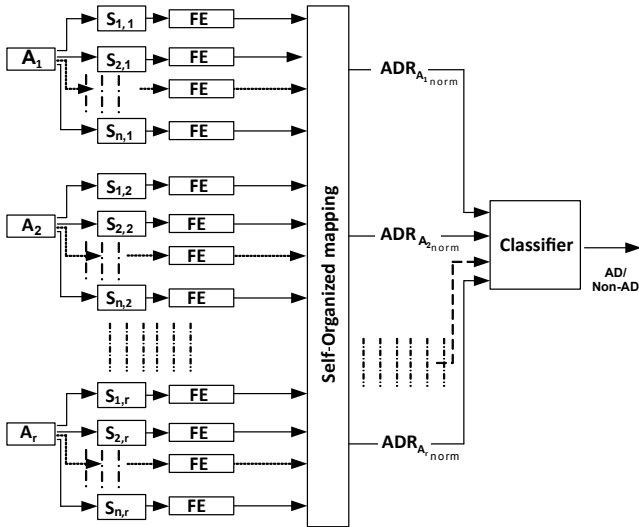 S1,1 FE
A1 S2,1 FE
FE
Sn,1 FE
ADRA1norm
S1,2 FE
A2 S2,2 FE
FE
Sn,2 FE
ADRA2norm
S1,r FE
Ar S2,r FE
FE
Sn,r FE
ADRArnorm
Self-Organized mapping
Classifier
AD/
Non-AD